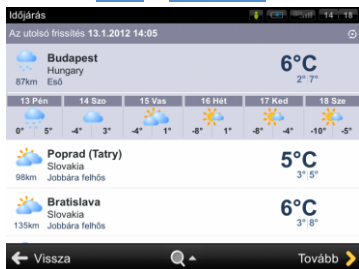 Időjárás 14 18
Az utolsó frissítés 13.1.2012 14:05
Budapest
Hungary
87km Eső
6°C
2° 7°
13 Pén 14 Szo 15 Vas 16 Hét 17 Ked 18 Sze
0° 5° -4° 3° -4° 1° -8° 1° -8° -4° -10° -5°
Poprad (Tatry)
Slovakia
98km Jobbára felhős
5°C
3° 5°
Bratislava
Slovakia
135km Jobbára felhős
6°C
3° 8°
Vissza Tovább